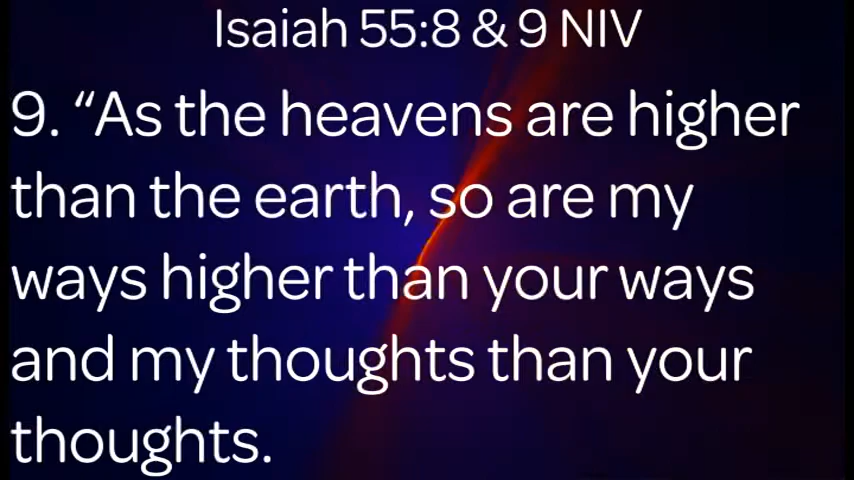 Isaiah 55:8 & 9 NIV
9. “As the heavens are higher
than the earth, so are my
ways higher than your ways
and my thoughts than your
thoughts.